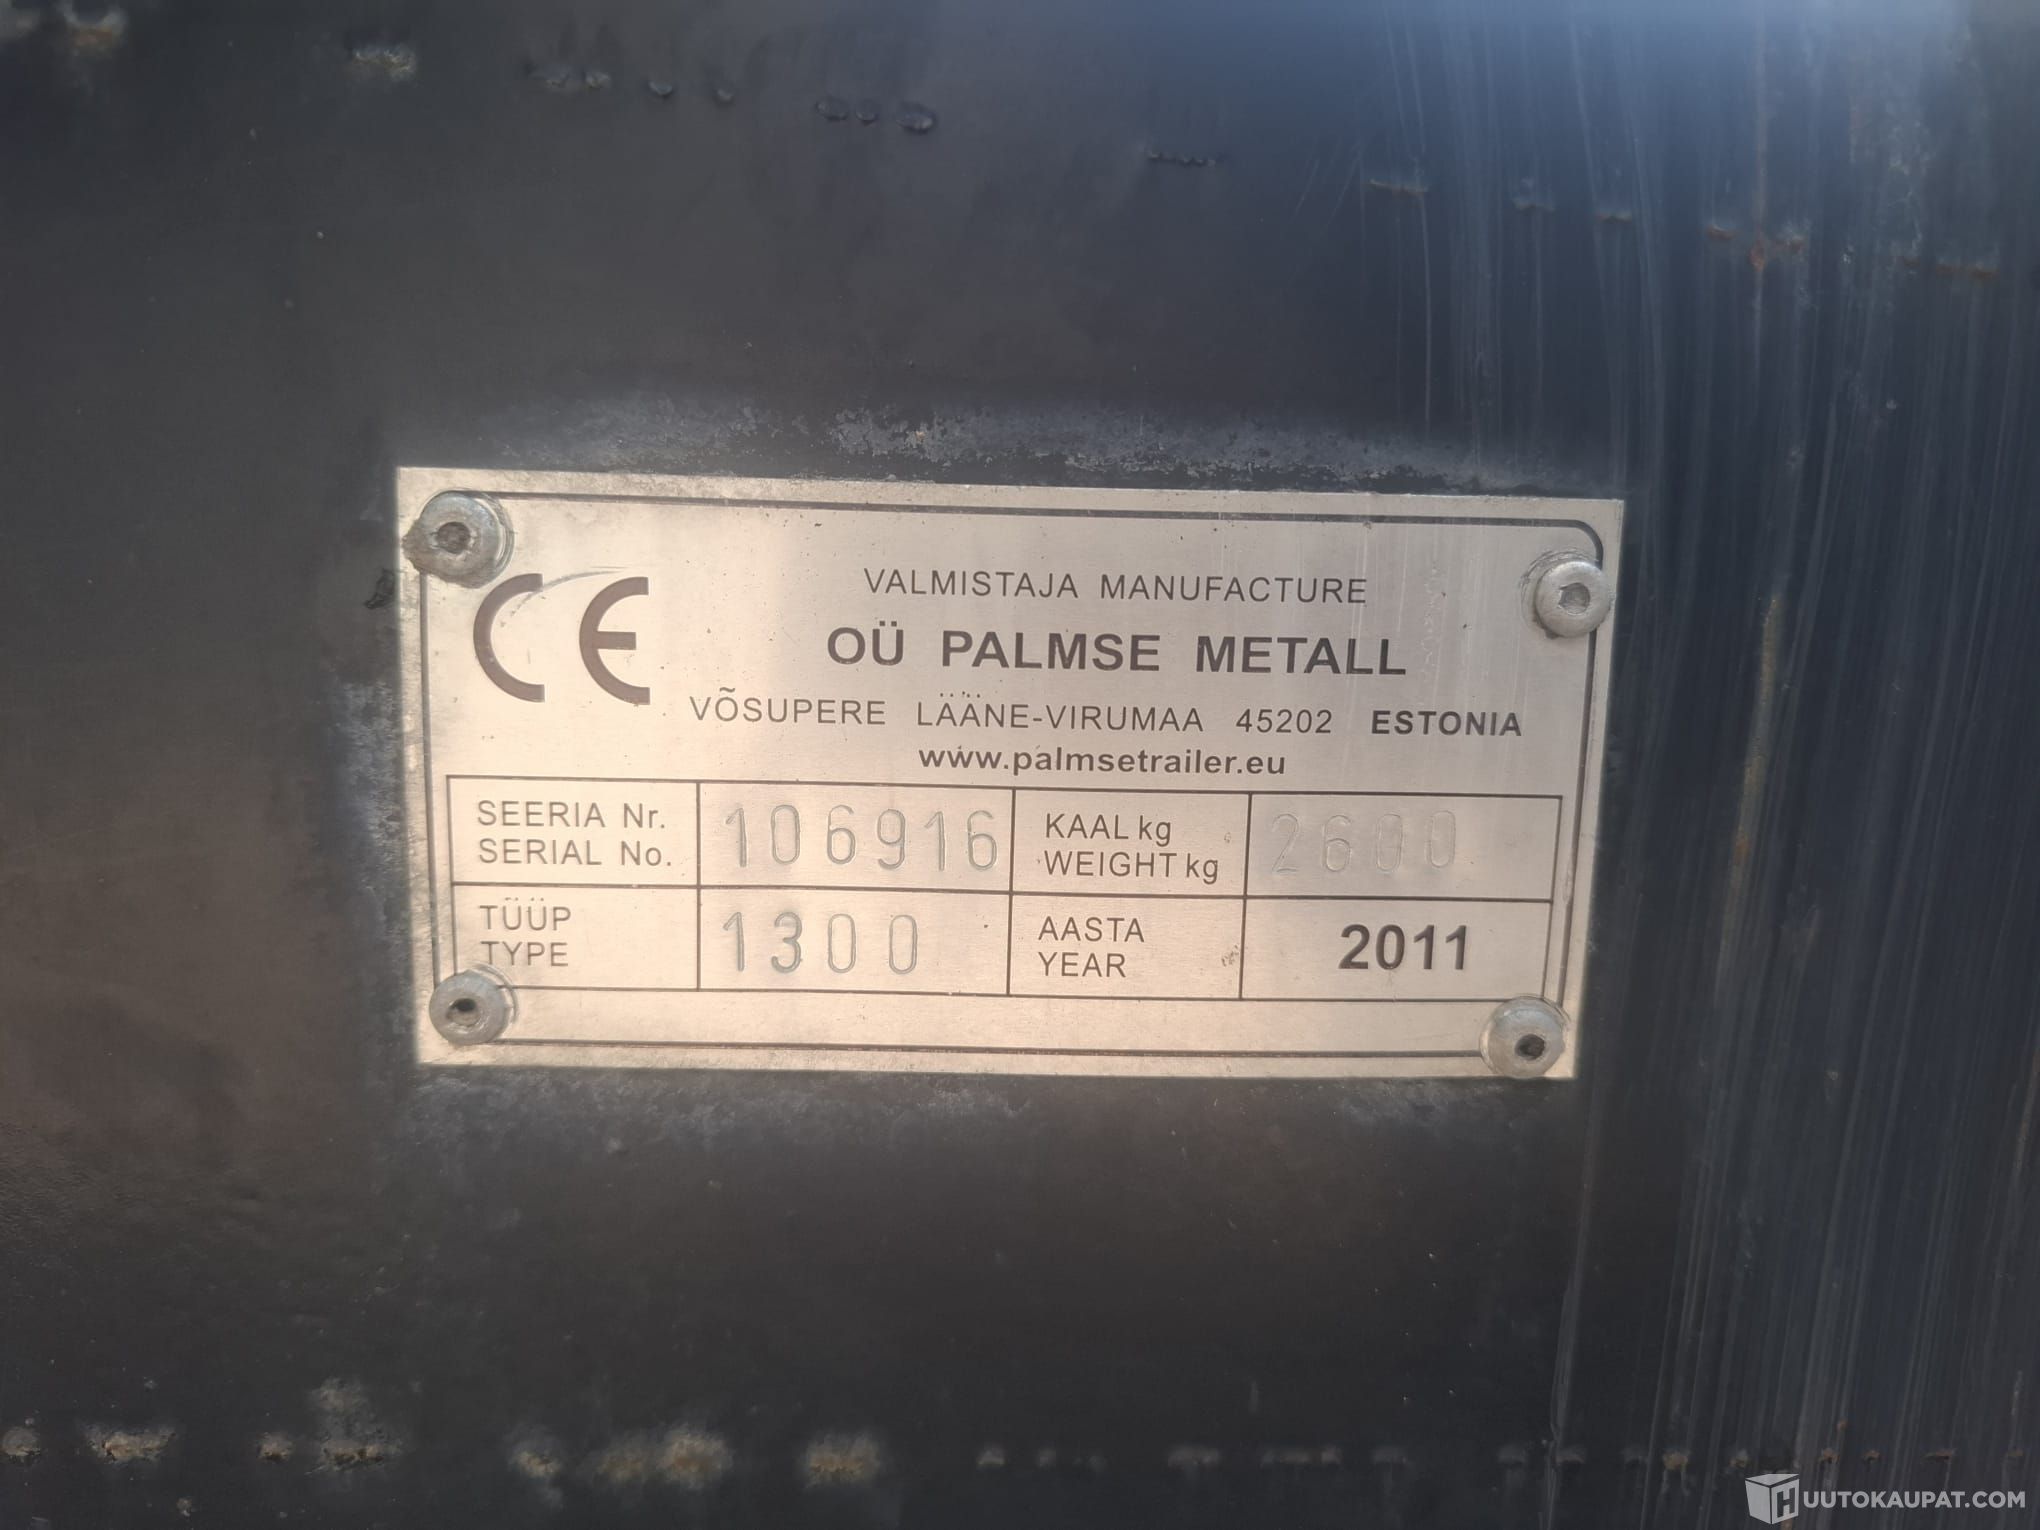 CE
VALMISTAJA MANUFACTURE
OÜ PALMSE METALL
VÕSUPERE LÄÄNE-VIRUMAA 45202 ESTONIA
www.palmsetrailer.eu
SEERIA Nr.
SERIAL No.
106916
KAAL kg
WEIGHT kg
2600
TÜÜP
TYPE
1300
AASTA
YEAR
2011
HUUTOKAUPAT.COM